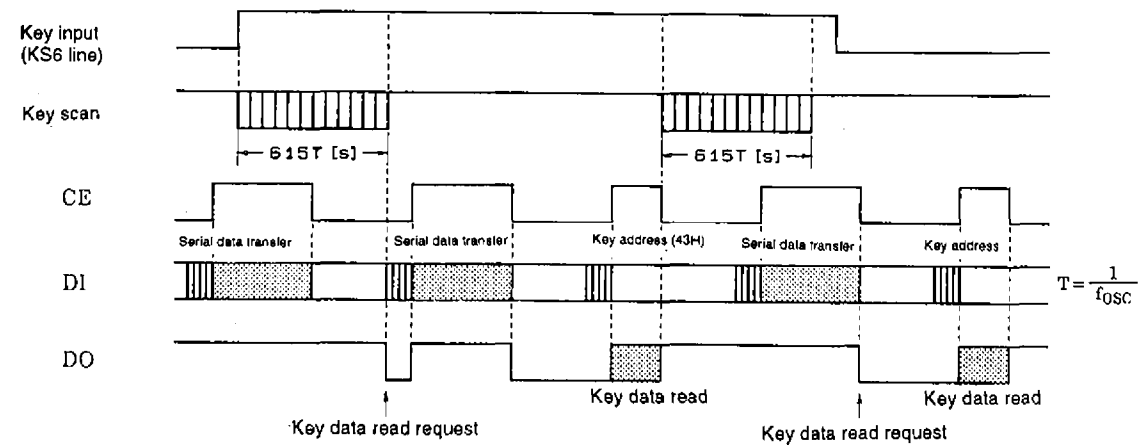 Key input
(KS6 line)
Key scan
615T [s]
615T [s]
CE
Serial data transfer
Serial data transfer
Key address (43H)
Serial data transfer
Key address
DI
T = 1/fOSC
DO
Key data read
Key data read
Key data read request
Key data read request